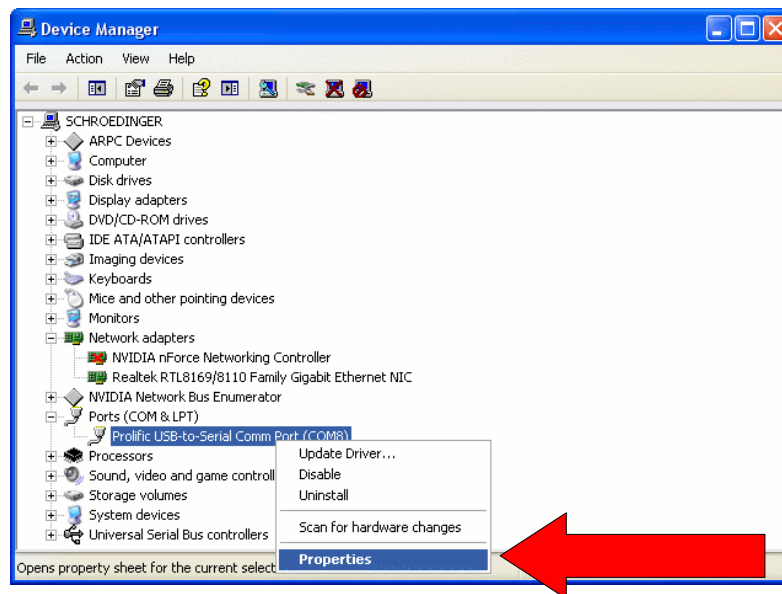 Device Manager
File Action View Help
SCHROEDINGER
ARPC Devices
Computer
Disk drives
Display adapters
DVD/CD-ROM drives
IDE ATA/ATAPI controllers
Imaging devices
Keyboards
Mice and other pointing devices
Monitors
Network adapters
NVIDIA nForce Networking Controller
Realtek RTL8169/8110 Family Gigabit Ethernet NIC
NVIDIA Network Bus Enumerator
Ports (COM & LPT)
Prolific USB-to-Serial Comm Port (COM8)
Processors
Sound, video and game controll
Storage volumes
System devices
Universal Serial Bus controllers
Update Driver...
Disable
Uninstall
Scan for hardware changes
Properties
Opens property sheet for the current select